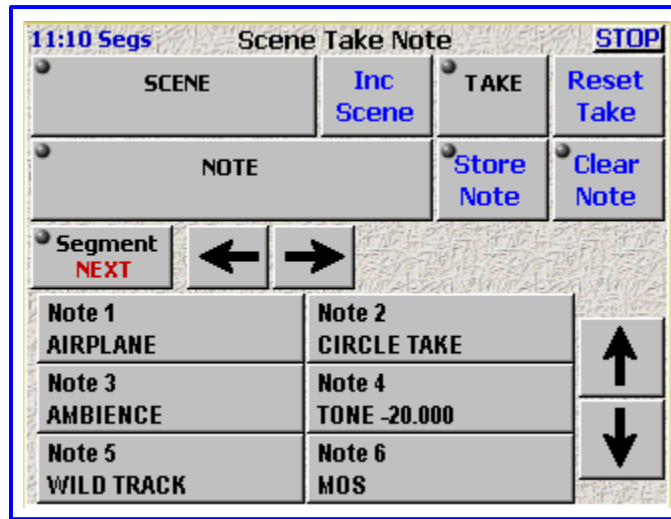 11:10 Segs Scene Take Note STOP
SCENE
Inc
Scene
TAKE
Reset
Take
NOTE
Store
Note
Clear
Note
Segment
NEXT
Note 1
AIRPLANE
Note 2
CIRCLE TAKE
Note 3
AMBIENCE
Note 4
TONE -20.000
Note 5
WILD TRACK
Note 6
MOS